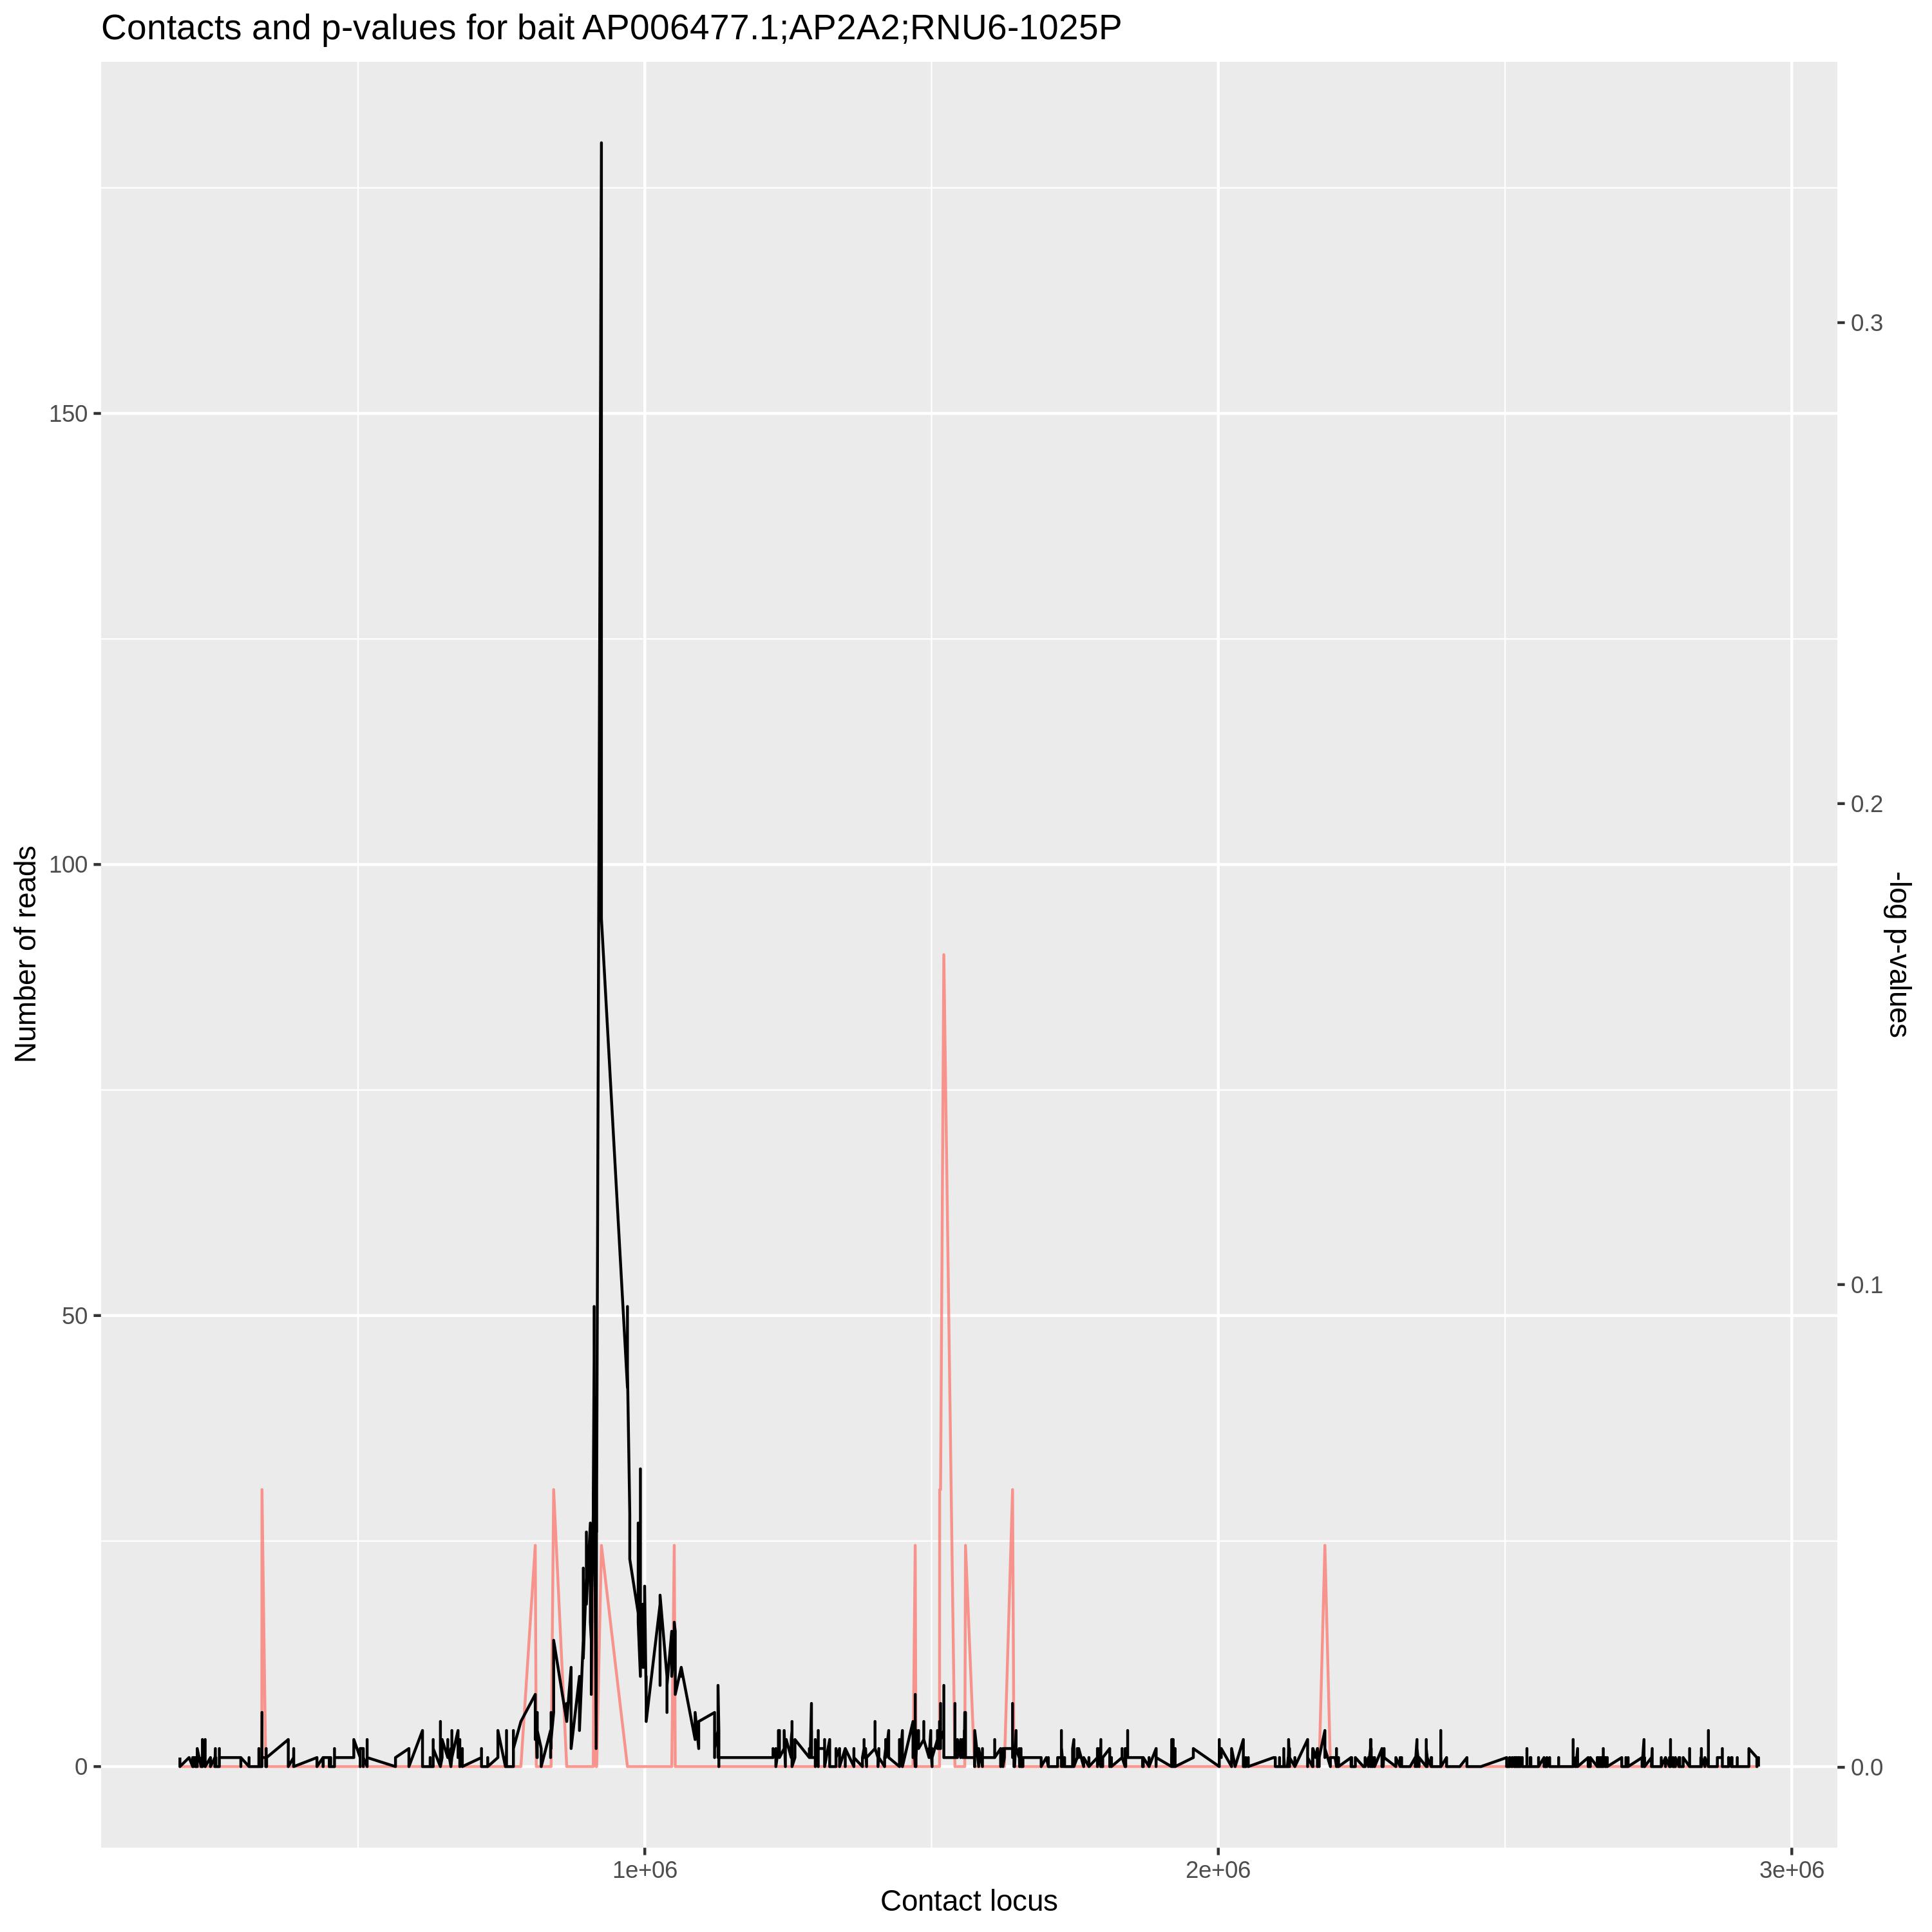 Contacts and p-values for bait AP006477.1;AP2A2;RNU6-1025P
Number of reads
150
100
50
0
0.3
0.2
0.1
0.0
-log p-values
1e+06
2e+06
3e+06
Contact locus